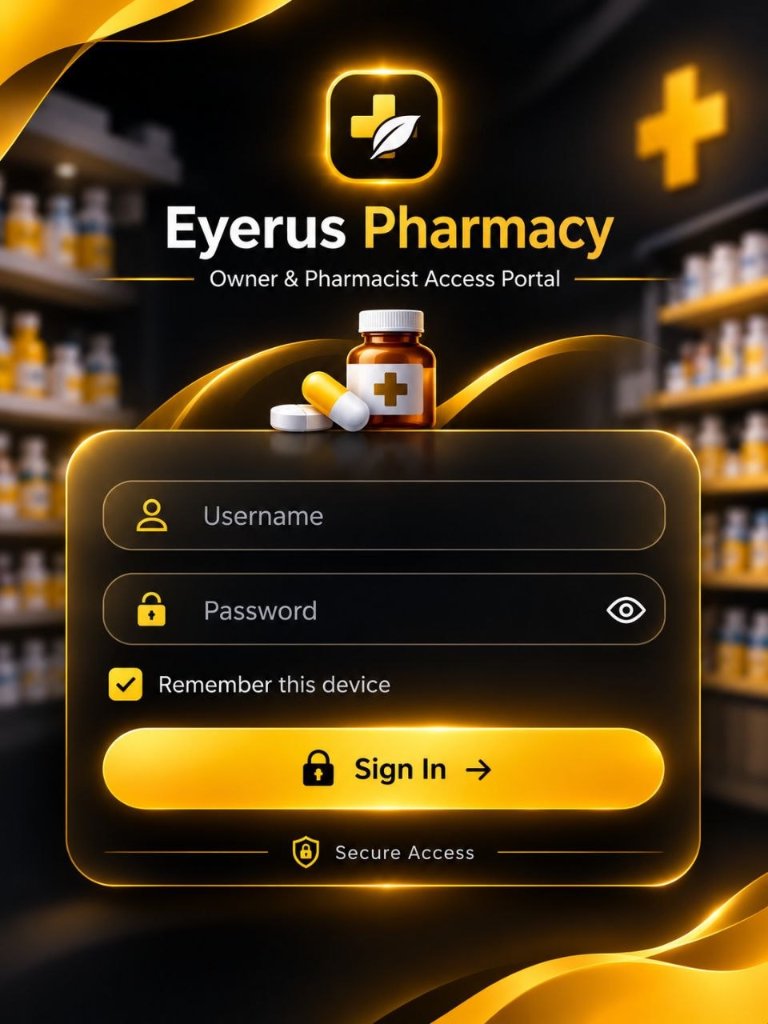 Eyerus Pharmacy
Owner & Pharmacist Access Portal
Username
Password
Remember this device
Sign In →
Secure Access